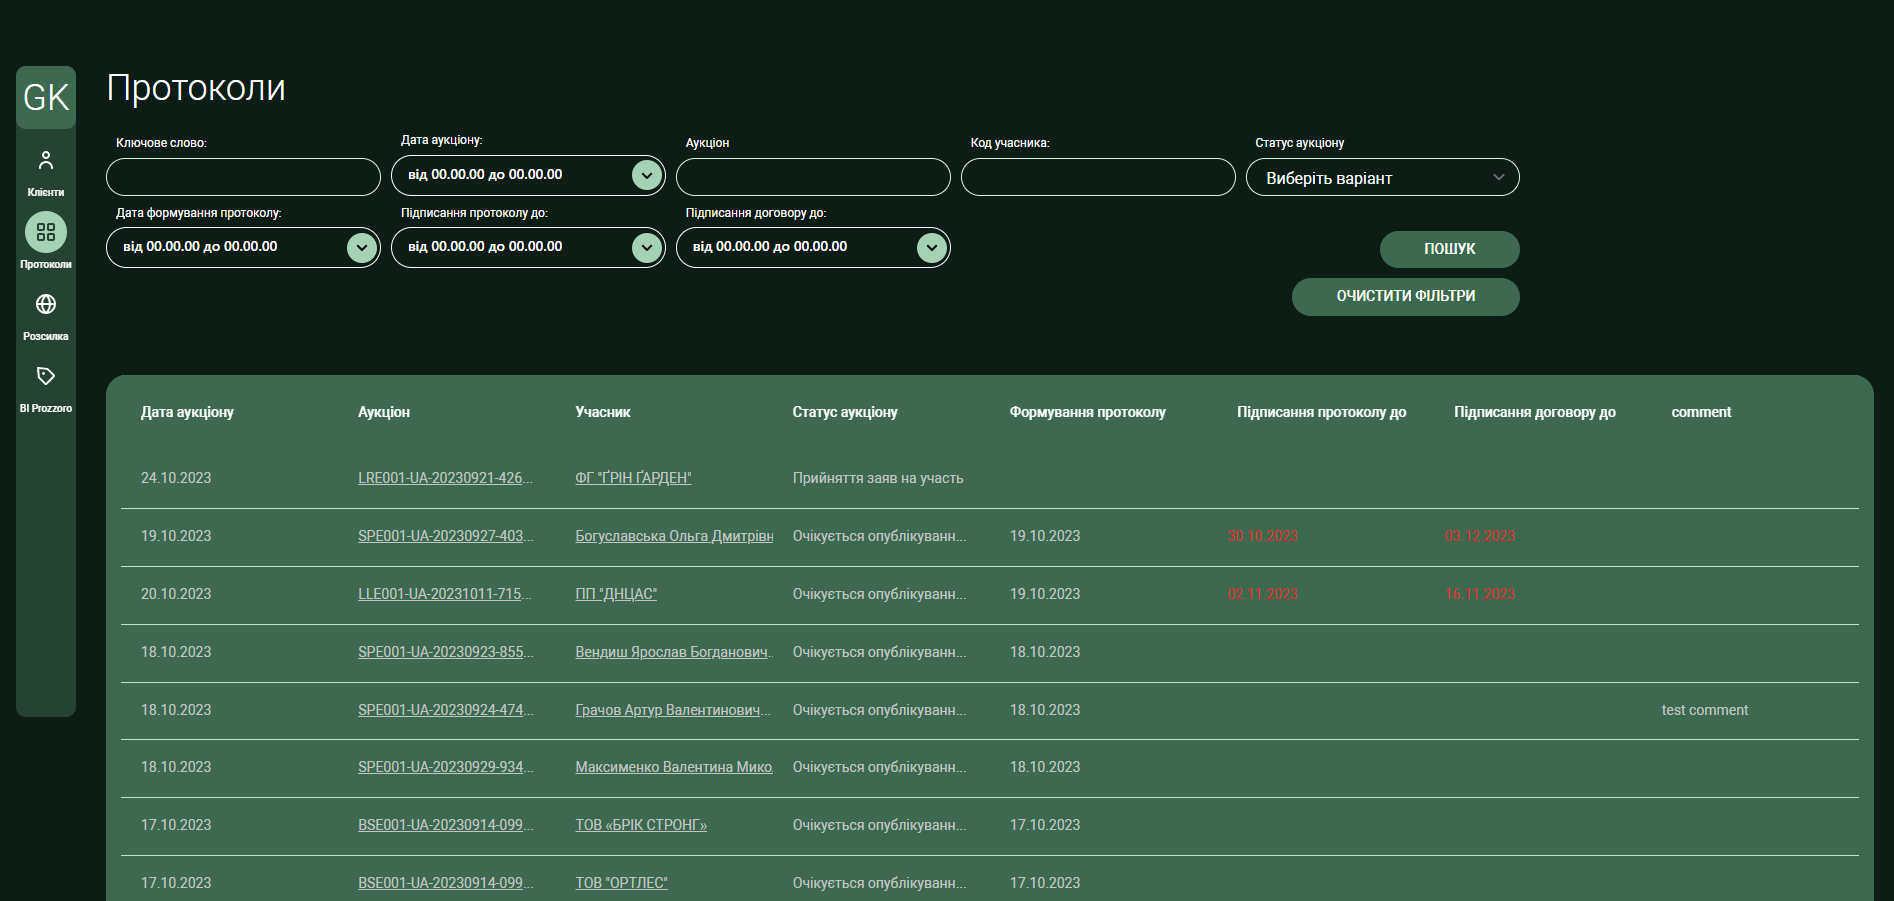 GK
Клієнти
Протоколи
Розсилка
BI Prozzoro
Протоколи
Ключове слово:
Дата аукціону:
від 00.00.00 до 00.00.00
Аукціон
Код учасника:
Статус аукціону
Виберіть варіант
Дата формування протоколу:
від 00.00.00 до 00.00.00
Підписання протоколу до:
від 00.00.00 до 00.00.00
Підписання договору до:
від 00.00.00 до 00.00.00
ПОШУК
ОЧИСТИТИ ФІЛЬТРИ
Дата аукціону Аукціон Учасник Статус аукціону Формування протоколу Підписання протоколу до Підписання договору до comment
24.10.2023 LRE001-UA-20230921-426... ФГ "ҐРІН ҐАРДЕН" Прийняття заяв на участь
19.10.2023 SPE001-UA-20230927-403... Богуславська Ольга Дмитрівн Очікується опублікуванн... 19.10.2023 30.10.2023 03.12.2023
20.10.2023 LLE001-UA-20231011-715... ПП "ДНЦАС" Очікується опублікуванн... 19.10.2023 02.11.2023 16.11.2023
18.10.2023 SPE001-UA-20230923-855... Вендиш Ярослав Богданович.. Очікується опублікуванн... 18.10.2023
18.10.2023 SPE001-UA-20230924-474... Грачов Артур Валентинович... Очікується опублікуванн... 18.10.2023 test comment
18.10.2023 SPE001-UA-20230929-934... Максименко Валентина Мико Очікується опублікуванн... 18.10.2023
17.10.2023 BSE001-UA-20230914-099... ТОВ «БРІК СТРОНГ» Очікується опублікуванн... 17.10.2023
17.10.2023 BSE001-UA-20230914-099... ТОВ "ОРТЛЕС" Очікується опублікуванн... 17.10.2023